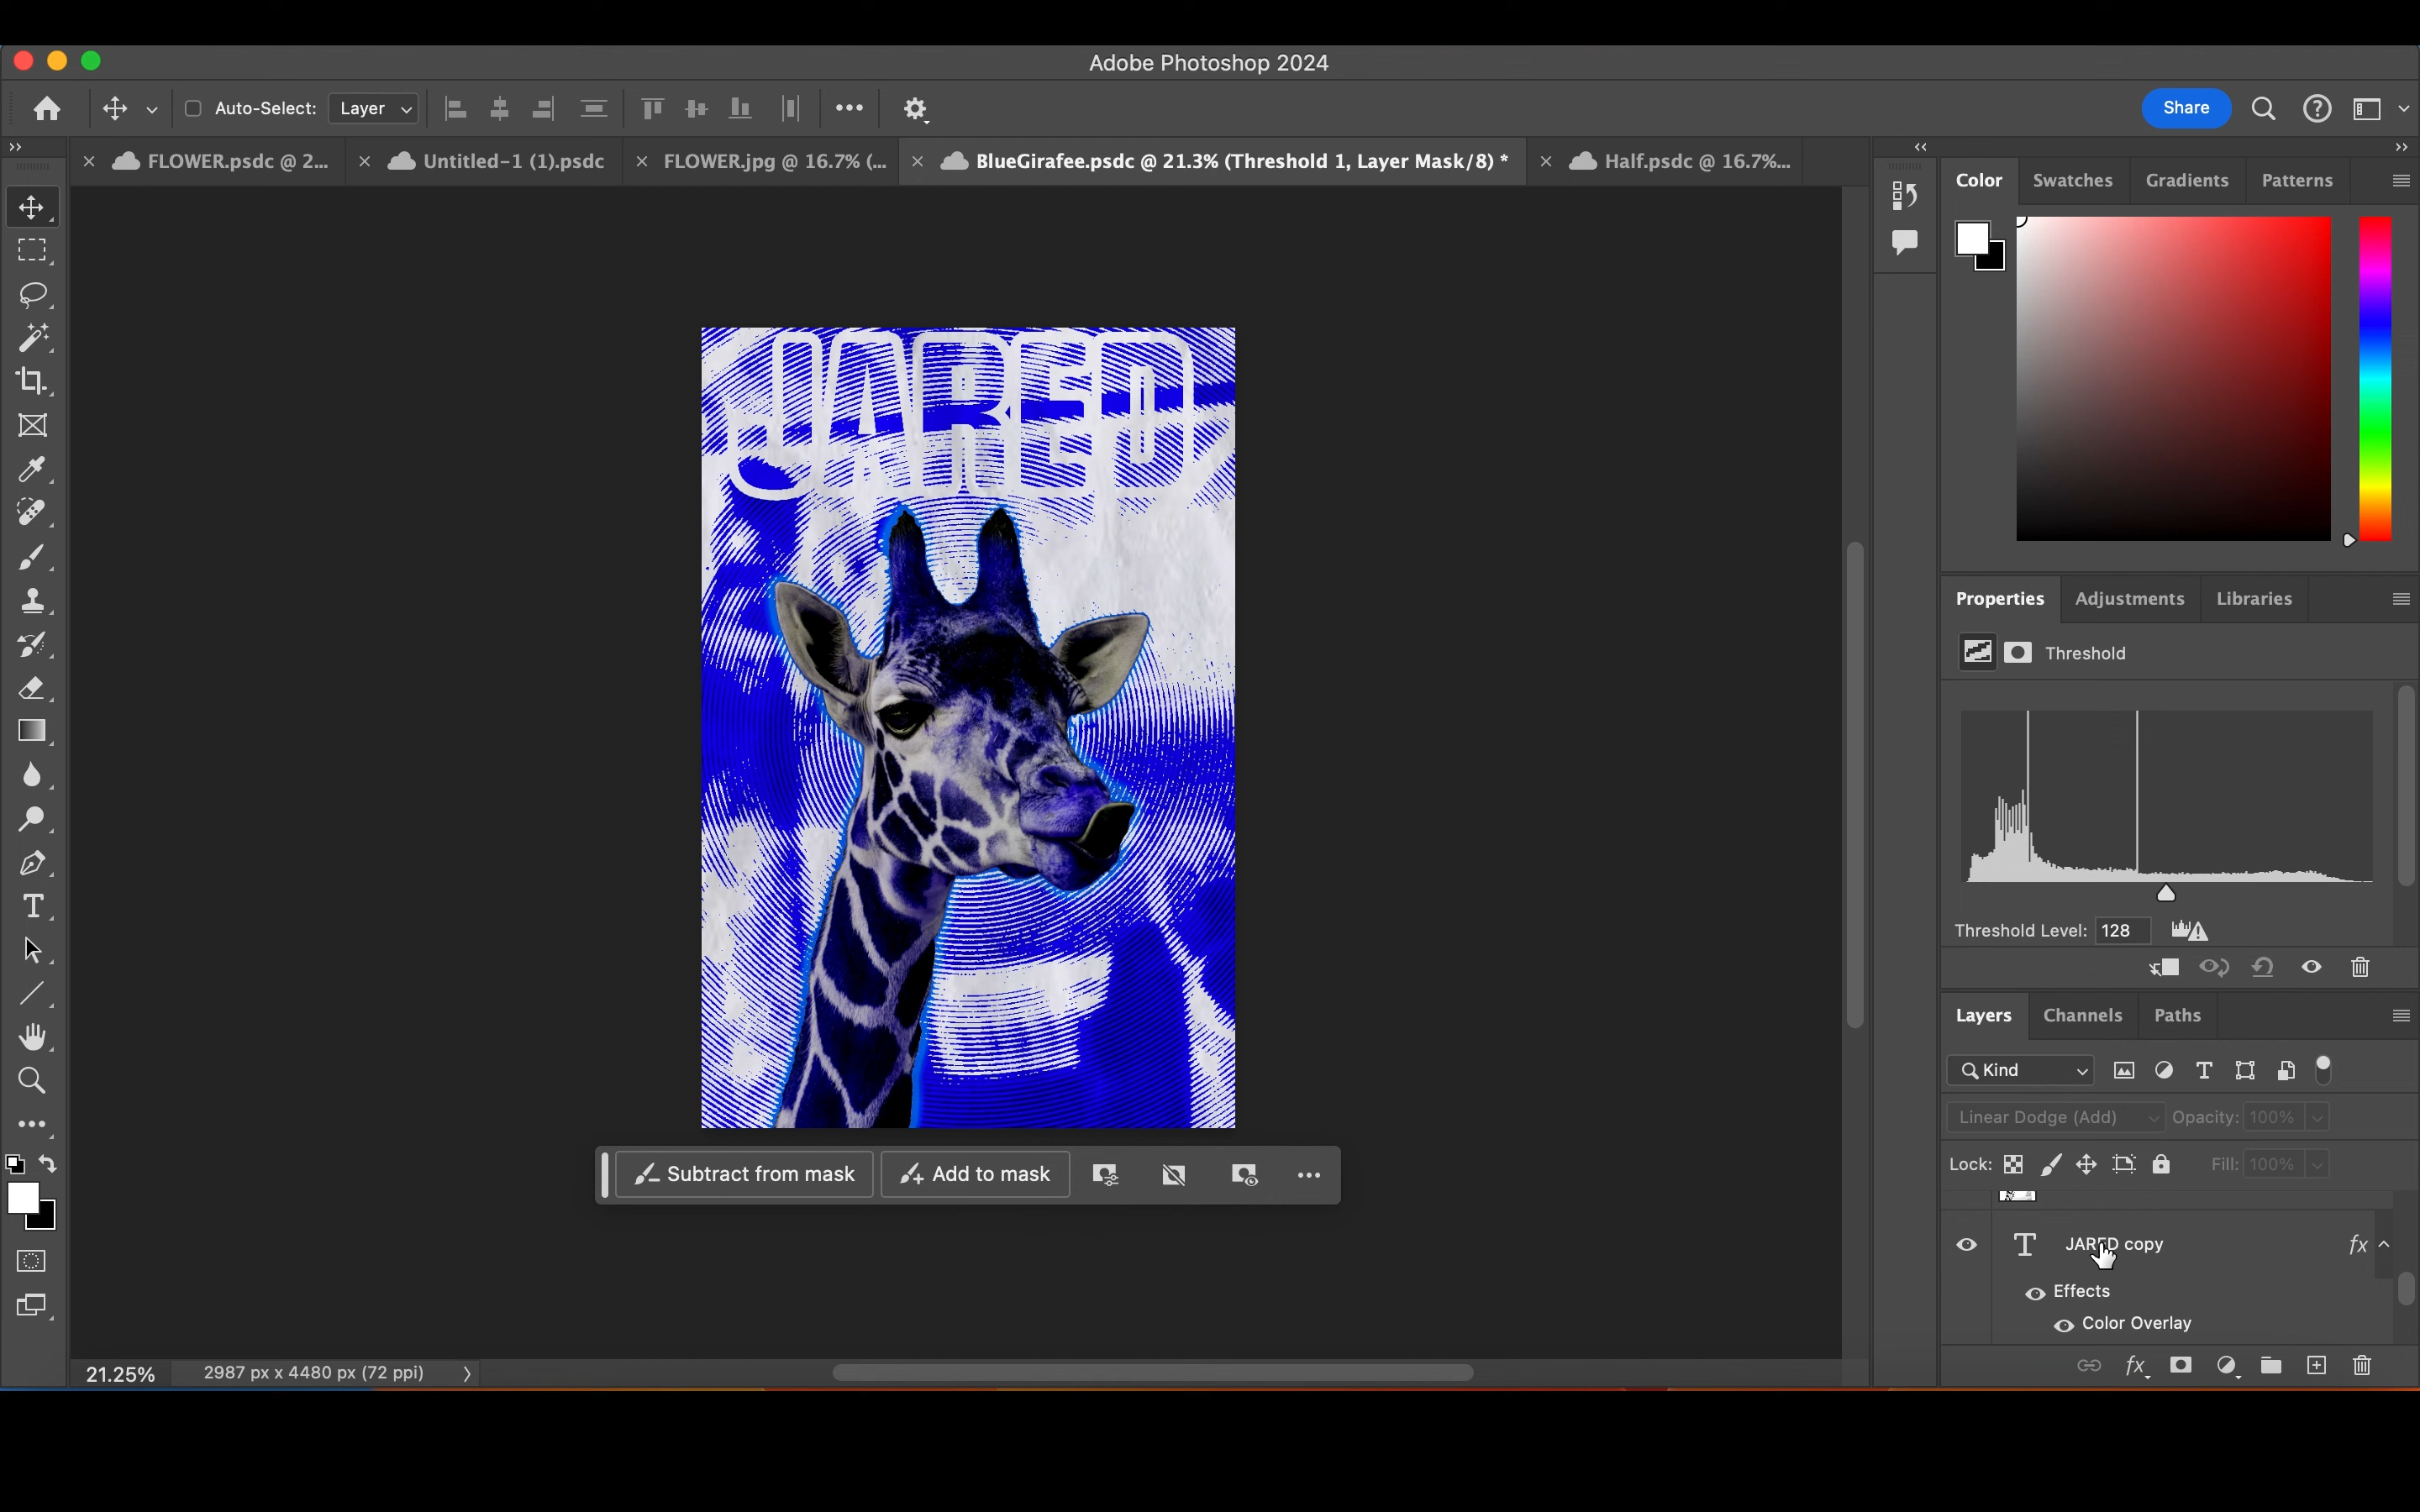 Adobe Photoshop 2024
Auto-Select: Layer
Share
FLOWER.psdc @ 2...
Untitled-1 (1).psdc
FLOWER.jpg @ 16.7% (...
BlueGirafee.psdc @ 21.3% (Threshold 1, Layer Mask/8) *
Half.psdc @ 16.7%...
Color Swatches Gradients Patterns
JARED
Properties Adjustments Libraries
Threshold
Threshold Level: 128
Layers Channels Paths
Kind
Linear Dodge (Add) Opacity: 100%
Lock: Fill: 100%
Subtract from mask Add to mask
JARED copy fx
Effects
Color Overlay
fx
21.25% 2987 px x 4480 px (72 ppi)